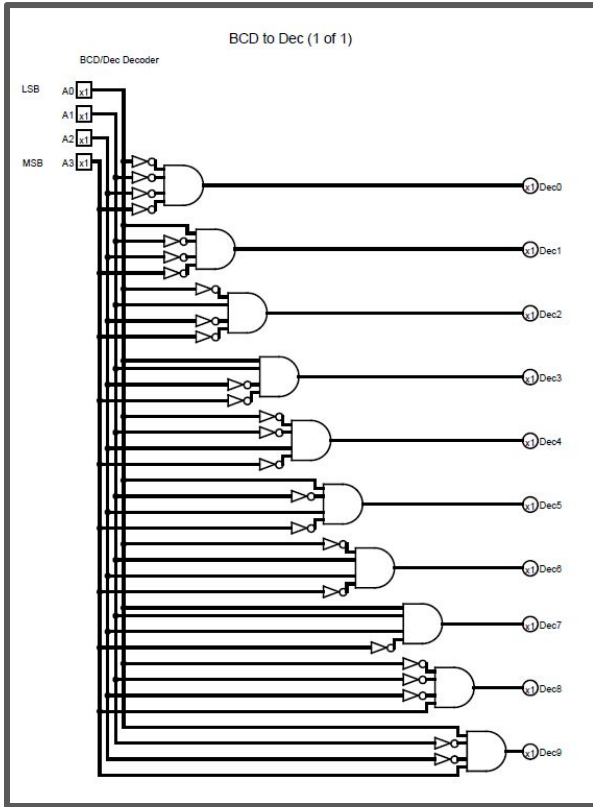 BCD to Dec (1 of 1)
BCD/Dec Decoder
LSB A0 x1
A1 x1
A2 x1
MSB A3 x1
x1 Dec0
x1 Dec1
x1 Dec2
x1 Dec3
x1 Dec4
x1 Dec5
x1 Dec6
x1 Dec7
x1 Dec8
x1 Dec9